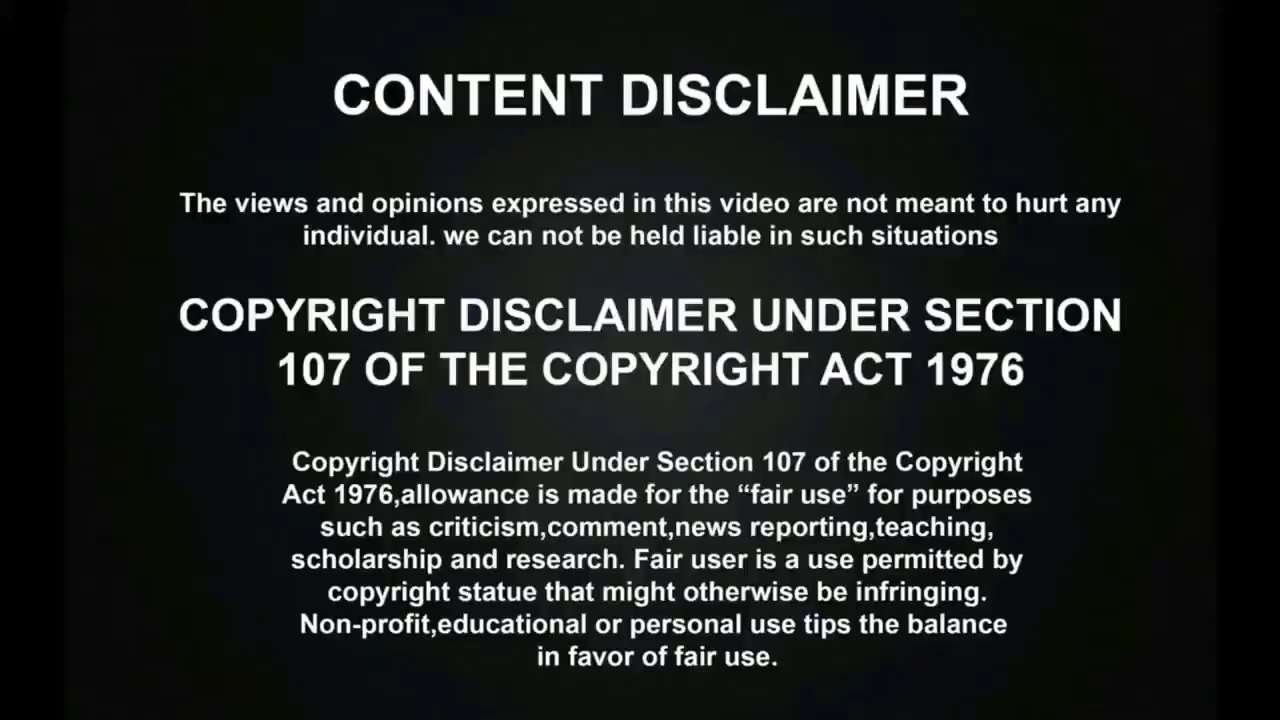 CONTENT DISCLAIMER
The views and opinions expressed in this video are not meant to hurt any
individual. we can not be held liable in such situations
COPYRIGHT DISCLAIMER UNDER SECTION
107 OF THE COPYRIGHT ACT 1976
Copyright Disclaimer Under Section 107 of the Copyright
Act 1976,allowance is made for the “fair use” for purposes
such as criticism,comment,news reporting,teaching,
scholarship and research. Fair user is a use permitted by
copyright statue that might otherwise be infringing.
Non-profit,educational or personal use tips the balance
in favor of fair use.